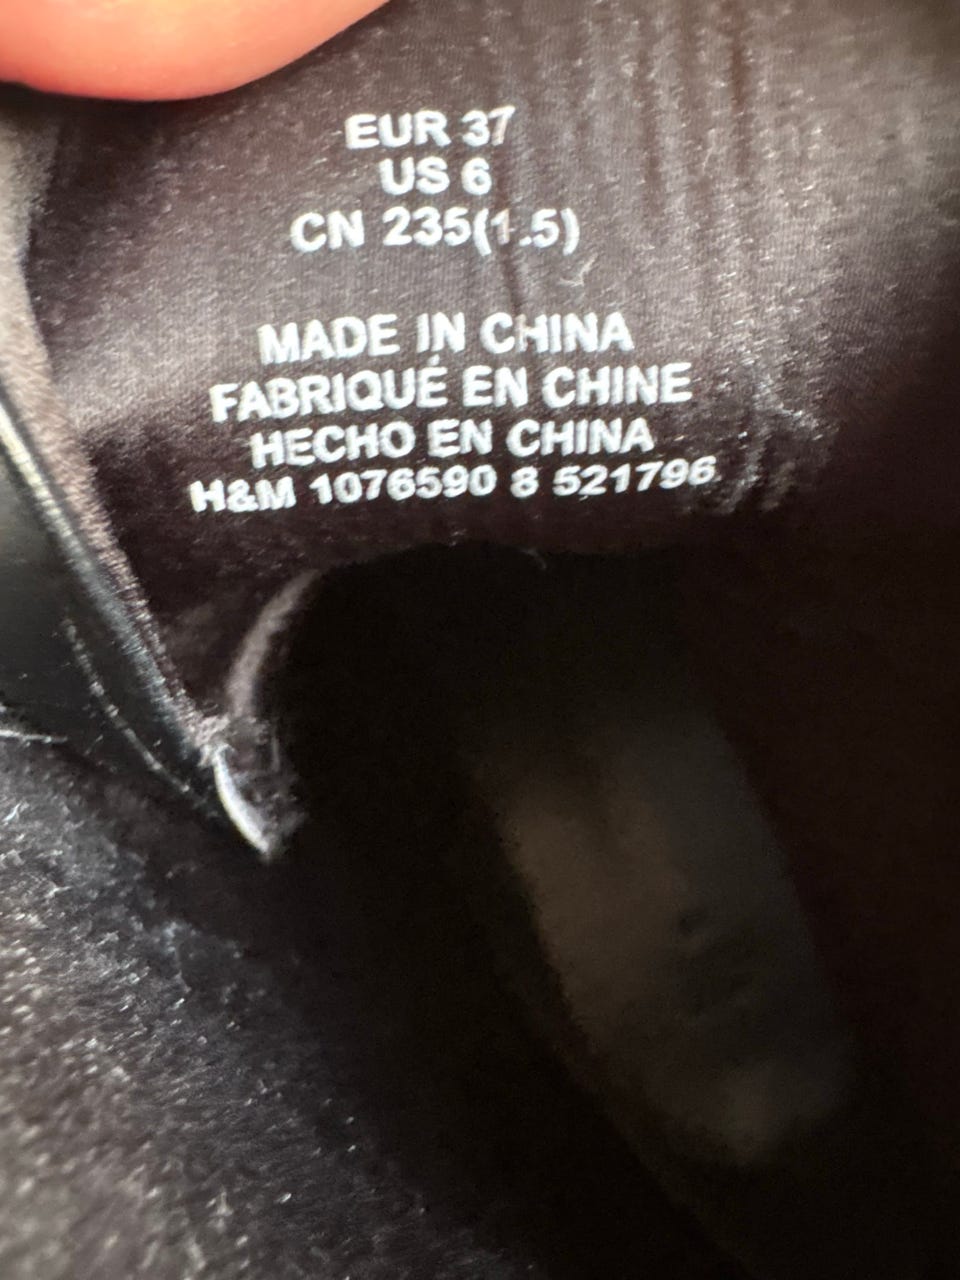 EUR 37
US 6
CN 235(1.5)
MADE IN CHINA
FABRIQUÉ EN CHINE
HECHO EN CHINA
H&M 1076590 8 521796